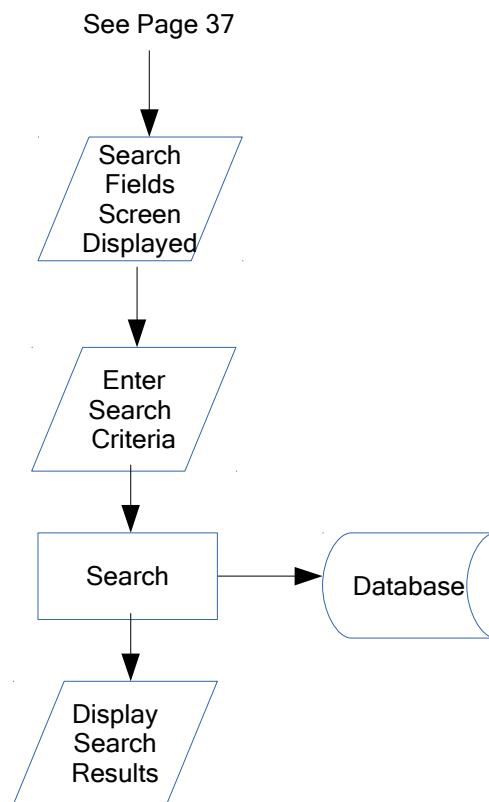 See Page 37
Search
Fields
Screen
Displayed
Enter
Search
Criteria
Search
Database
Display
Search
Results